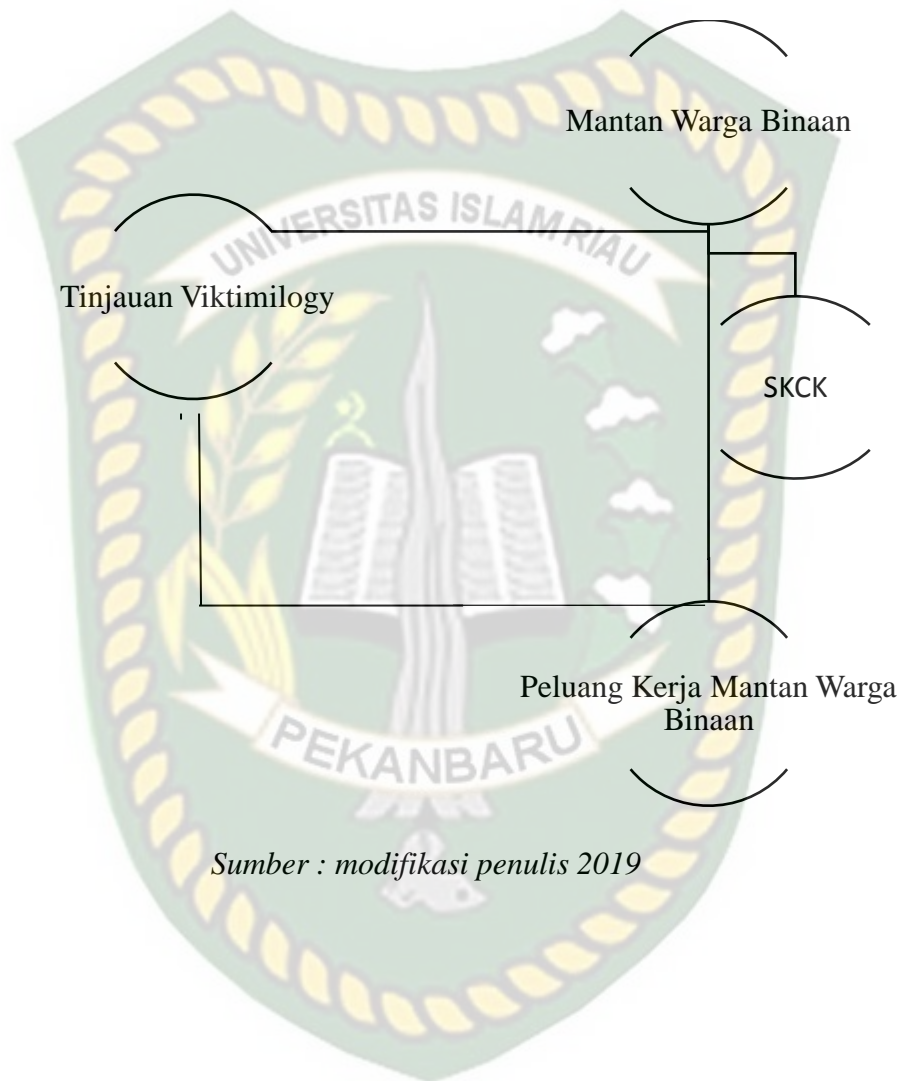 Mantan Warga Binaan
UNIVERSITAS ISLAM RIAU
Tinjauan Viktimilogy
SKCK
Peluang Kerja Mantan Warga
Binaan
PEKANBARU
Sumber : modifikasi penulis 2019